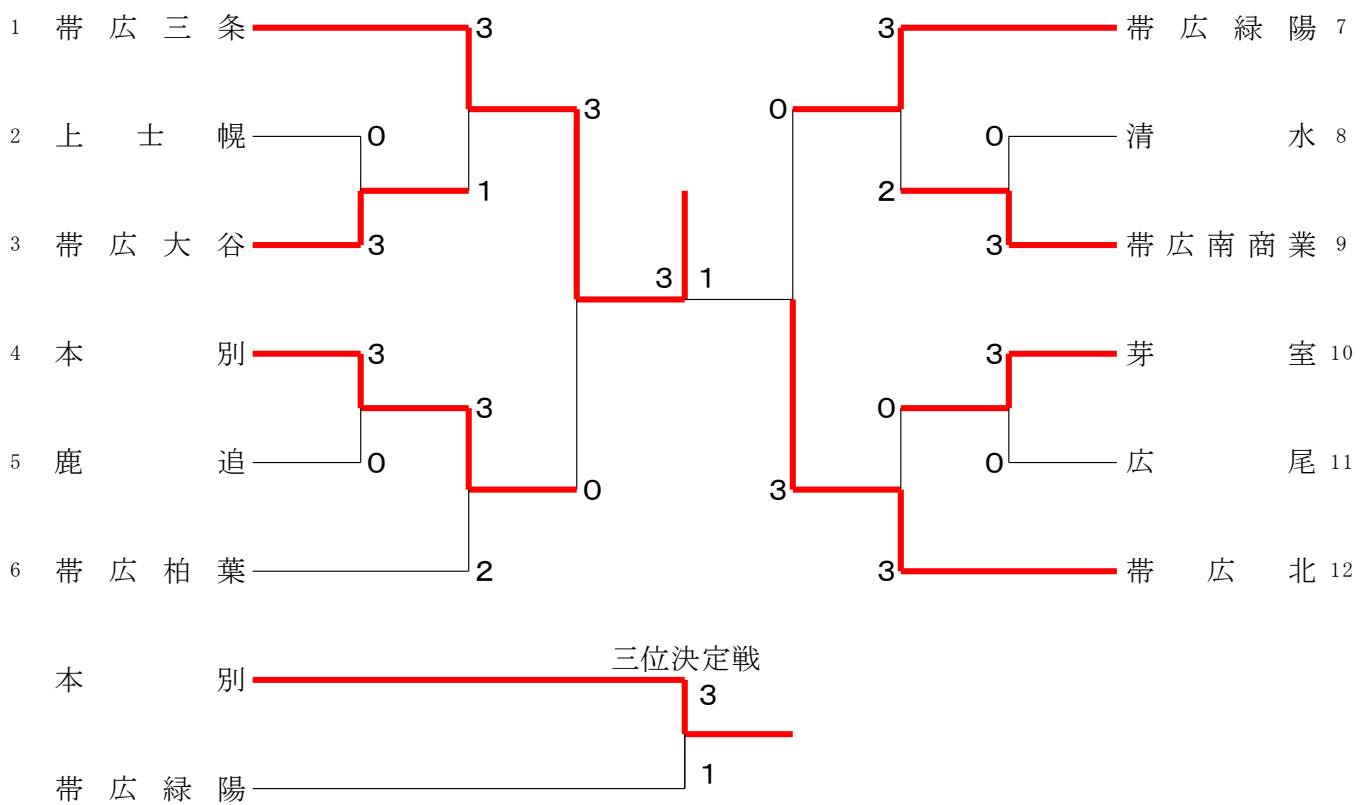 1 帯広三条 3 3 帯広緑陽 7
3 0
2 上士幌 0 0 清水 8
1 2
3 帯広大谷 3 3 帯広南商業 9
3 1
4 本別 3 3 芽室 10
3 0
5 鹿追 0 0 広尾 11
0 3
6 帯広柏葉 2 3 帯広北 12
三位決定戦
本別 3
1
帯広緑陽